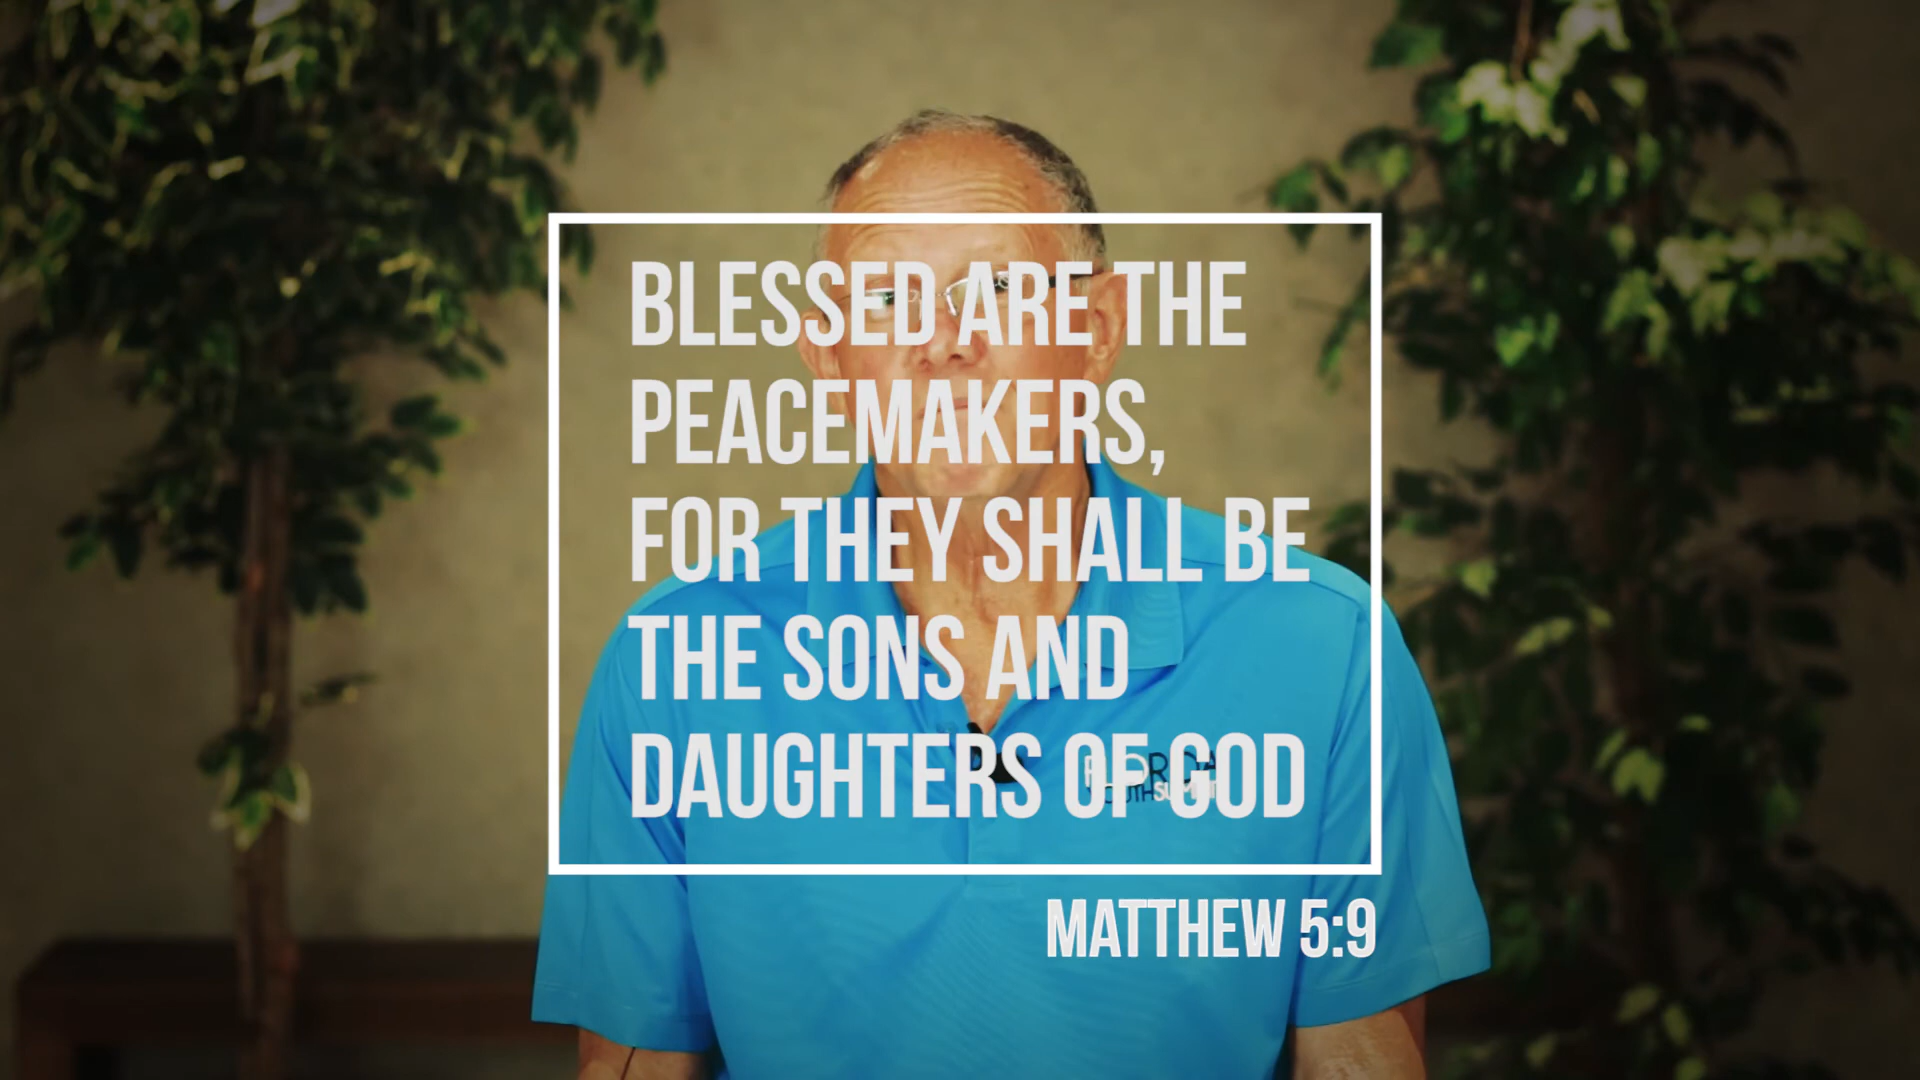 BLESSED ARE THE
PEACEMAKERS,
FOR THEY SHALL BE
THE SONS AND
DAUGHTERS OF GOD
MATTHEW 5:9